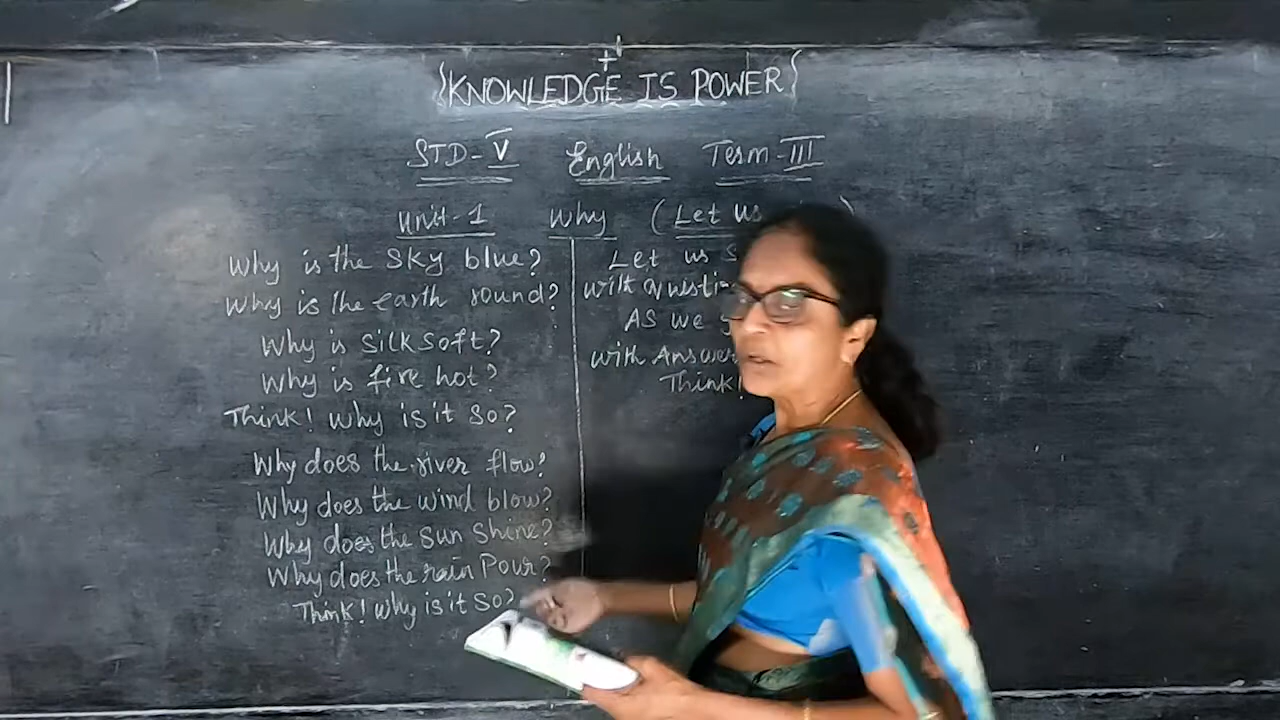 {KNOWLEDGE IS POWER}
STD-V English Term-III
Unit-1 Why (Let us )
Why is the sky blue?
Why is the earth round?
Why is silk soft?
Why is fire hot?
Think! Why is it so?
Why does the river flow?
Why does the wind blow?
Why does the sun shine?
Why does the rain Pour?
Think! Why is it so?
Let us
with
AS we
with
Think!